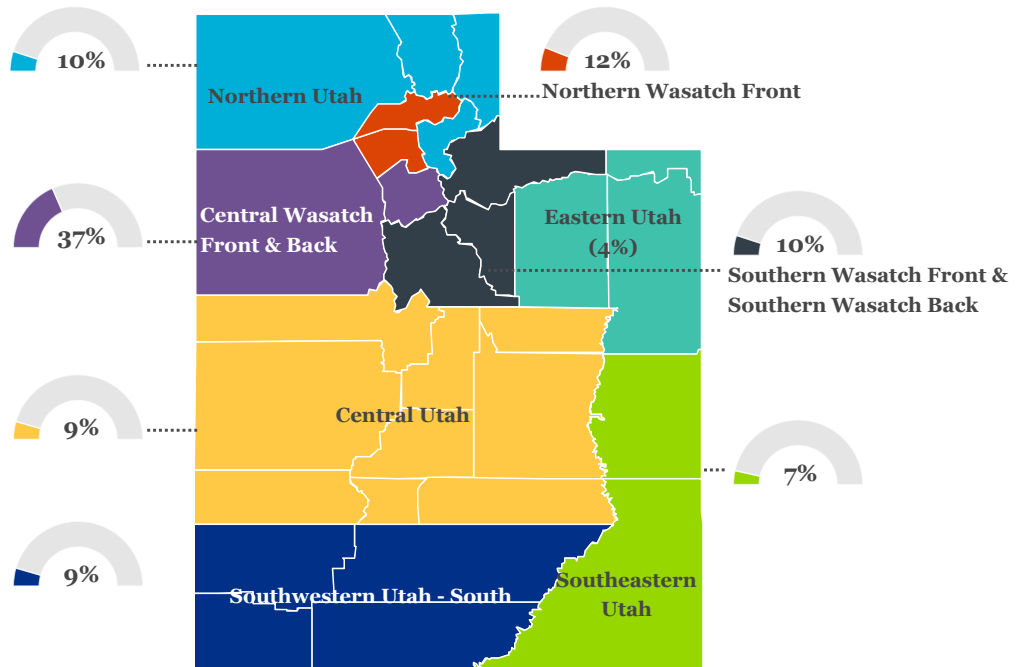 10%
12%
Northern Utah
Northern Wasatch Front
37%
Central Wasatch
Front & Back
Eastern Utah
(4%)
10%
Southern Wasatch Front &
Southern Wasatch Back
9%
Central Utah
7%
9%
Southwestern Utah - South
Southeastern
Utah